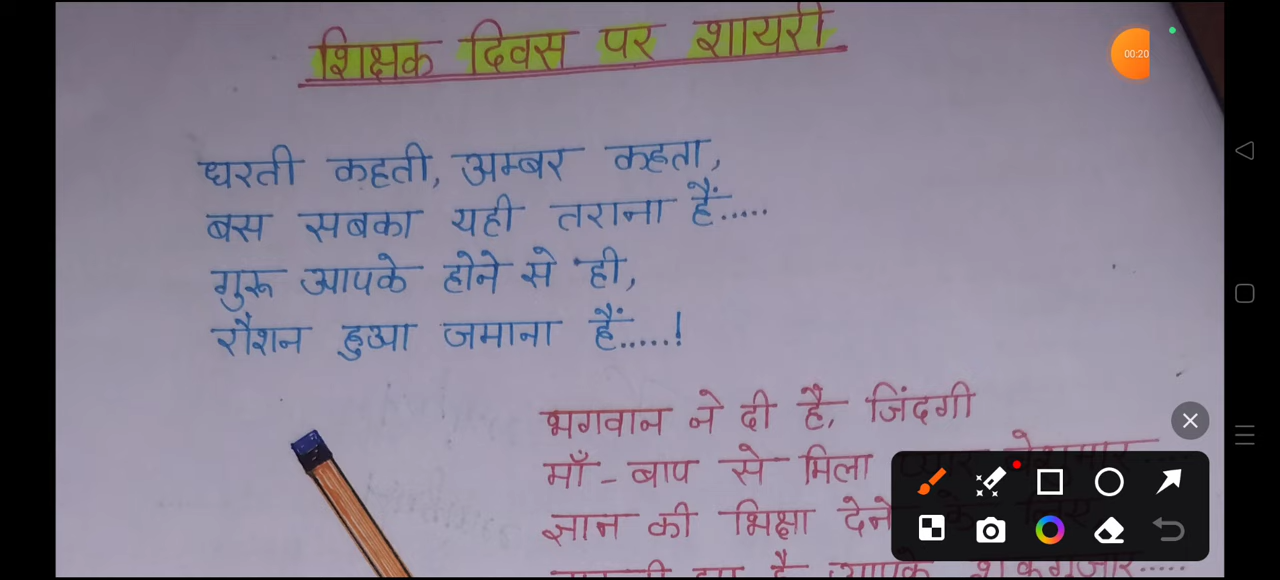 शिक्षक दिवस पर शायरी
00:20
धरती कहती, अम्बर कहता,
बस सबका यही तराना हैं.....
गुरू आपके होने से ही,
रौशन हुआ जमाना हैं.....!
भगवान ने दी है, जिंदगी
माँ - बाप से मिला
ज्ञान की भिक्षा देने